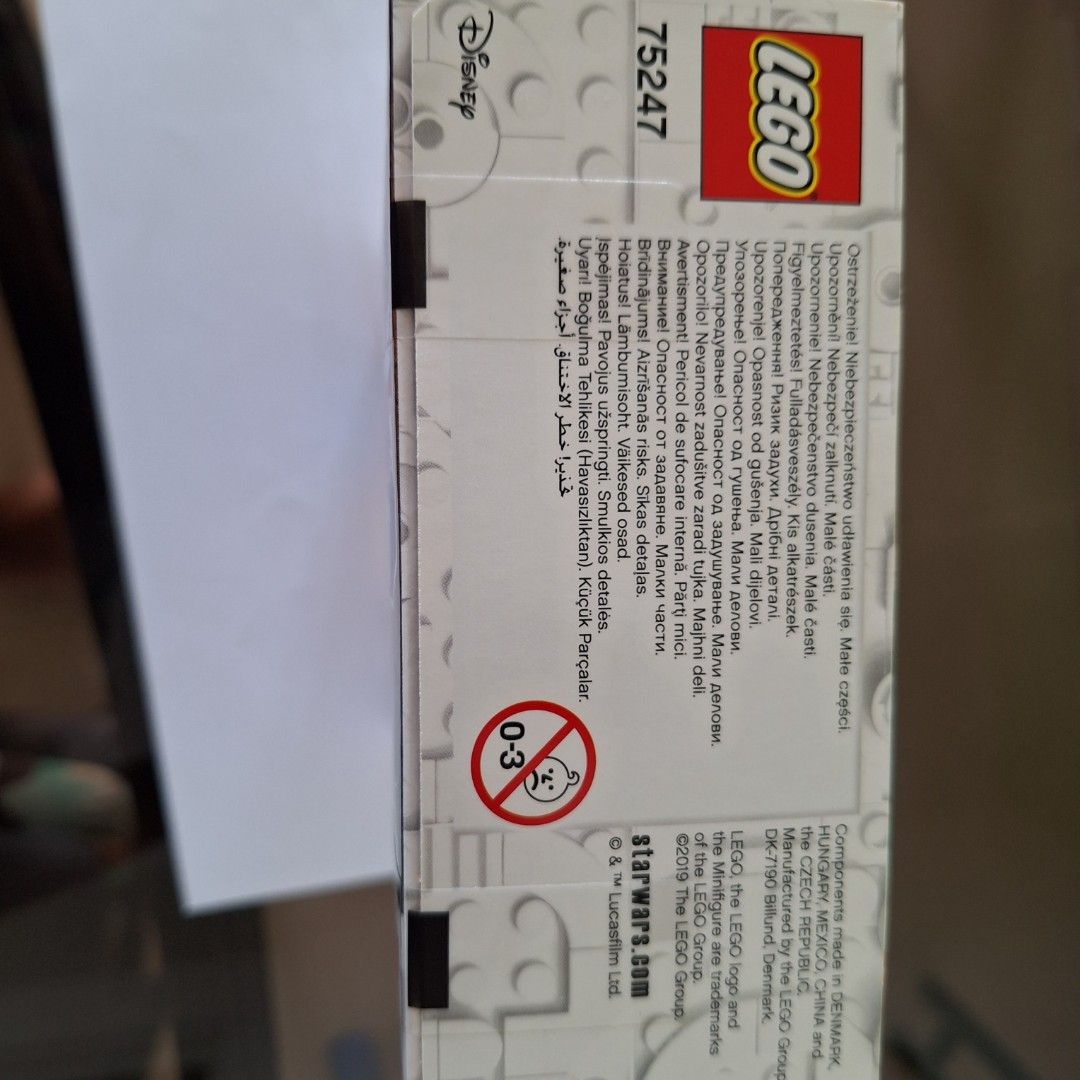 LEGO
75247
Disney
Ostrzeżenie! Niebezpieczeństwo udławienia się. Małe części.
Upozornění! Nebezpečí zalknutí. Malé části.
Upozornenie! Nebezpečenstvo dusenia. Malé časti.
Figyelmeztetés! Fulladásveszély. Kis alkatrészek.
Попередження! Ризик задухи. Дрібні деталі.
Upozorenje! Opasnost od gušenja. Mali dijelovi.
Упозорење! Опасност од гушења. Мали делови.
Предупредување! Опасност од задушување. Мали делови.
Opozorilo! Nevarnost zadušitve zaradi tujka. Majhni deli.
Avertisment! Pericol de sufocare internă. Părți mici.
Внимание! Опасност от задавяне. Малки части.
Brīdinājums! Aizrīšanās risks. Sīkas detaļas.
Hoiatus! Lämbumisoht. Väikesed osad.
Įspėjimas! Pavojus užspringti. Smulkios detalės.
Uyarı! Boğulma Tehlikesi (Havasızlıktan). Küçük Parçalar.
تحذير! خطر الاختناق. أجزاء صغيرة.
0-3
Components made in DENMARK,
HUNGARY, MEXICO, CHINA and
the CZECH REPUBLIC.
Manufactured by the LEGO Group
DK-7190 Billund, Denmark.
LEGO, the LEGO logo and
the Minifigure are trademarks
of the LEGO Group.
©2019 The LEGO Group.
starwars.com
© & ™ Lucasfilm Ltd.